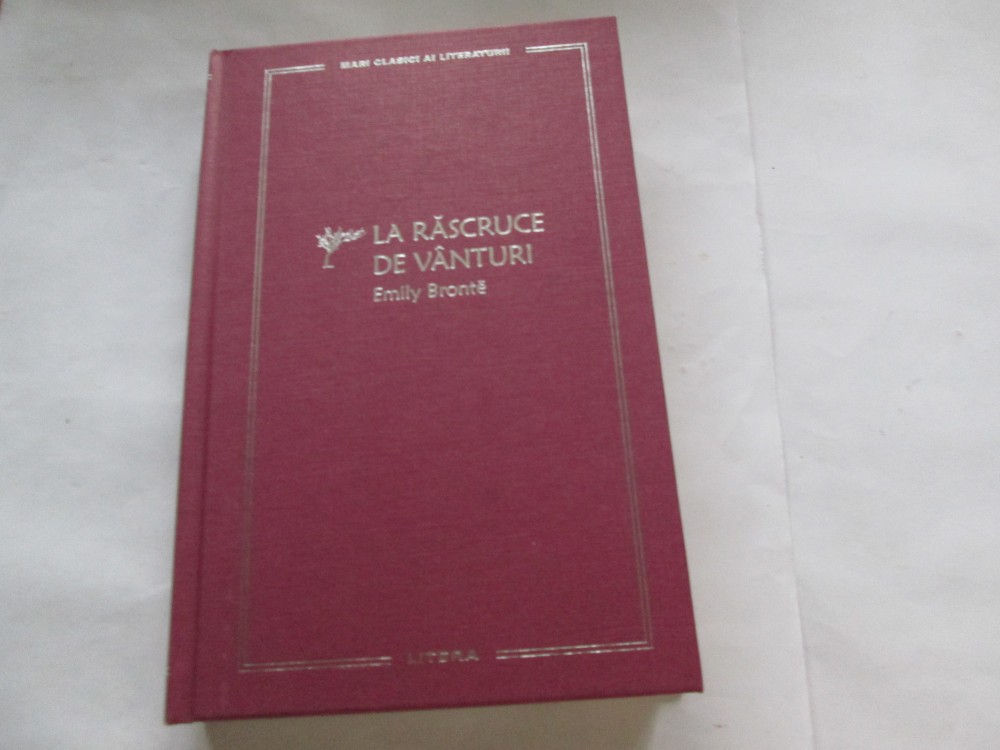 MARI CLASICI AI LITERATURII
LA RĂSCRUCE
DE VÂNTURI
Emily Brontë
LITERA